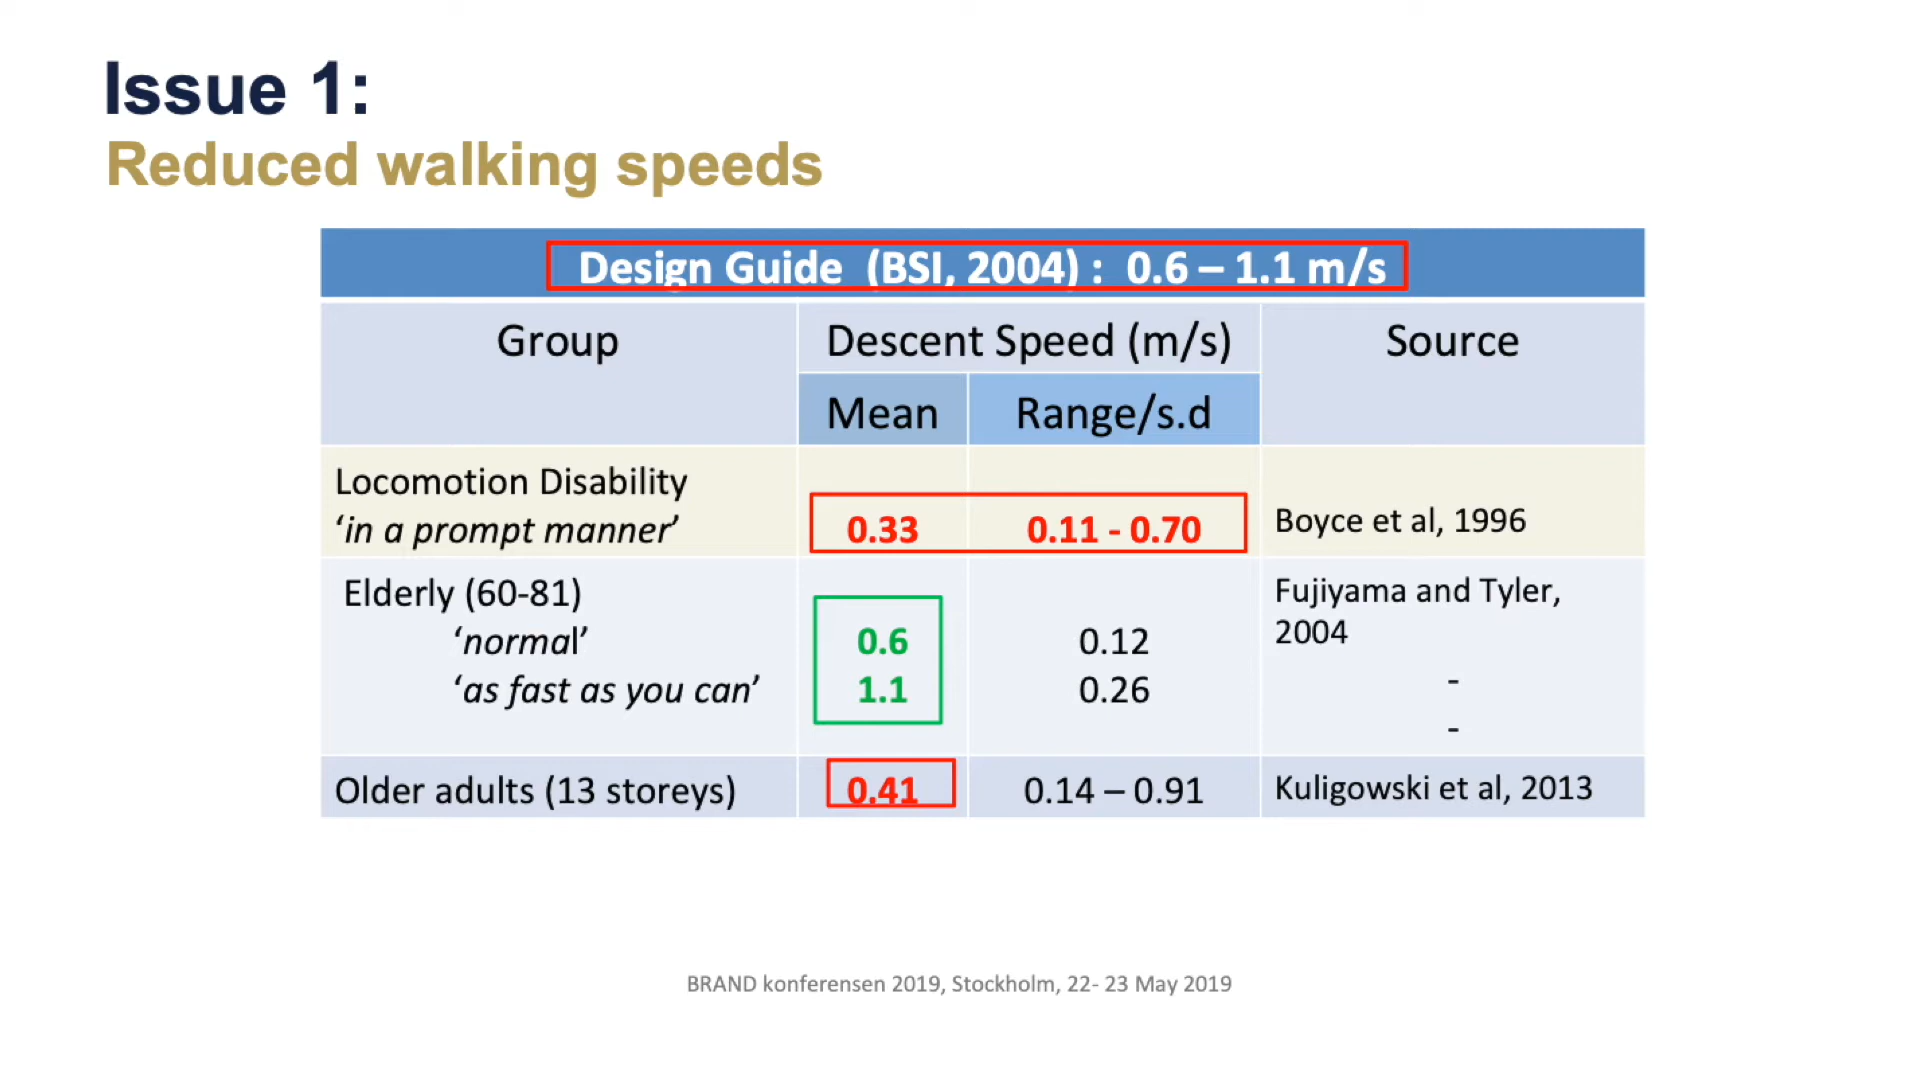 Issue 1:
Reduced walking speeds
Design Guide (BSI, 2004) : 0.6 – 1.1 m/s
Group
Descent Speed (m/s)
Source
Mean
Range/s.d
Locomotion Disability
‘in a prompt manner’
0.33
0.11 - 0.70
Boyce et al, 1996
Elderly (60-81)
‘normal’
‘as fast as you can’
0.6
1.1
0.12
0.26
Fujiyama and Tyler,
2004
-
-
Older adults (13 storeys)
0.41
0.14 – 0.91
Kuligowski et al, 2013
BRAND konferensen 2019, Stockholm, 22- 23 May 2019